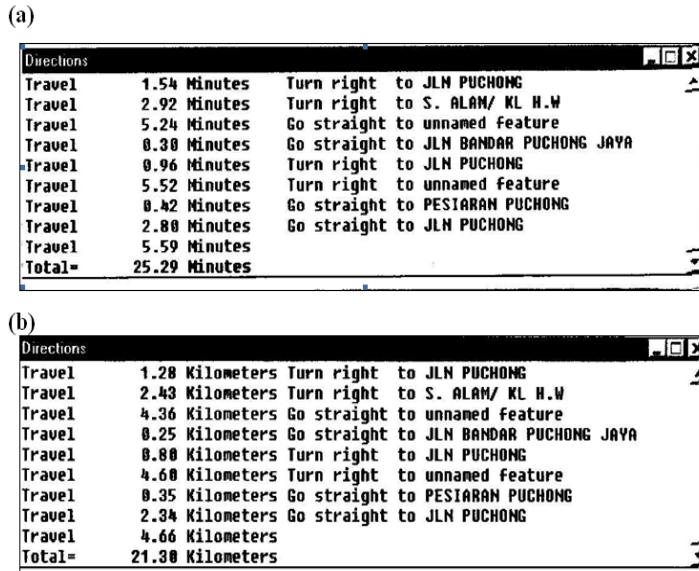 (a)
Directions
Travel 1.54 Minutes Turn right to JLN PUCHONG
Travel 2.92 Minutes Turn right to S. ALAM/ KL H.W
Travel 5.24 Minutes Go straight to unnamed feature
Travel 0.30 Minutes Go straight to JLN BANDAR PUCHONG JAYA
Travel 0.96 Minutes Turn right to JLN PUCHONG
Travel 5.52 Minutes Turn right to unnamed feature
Travel 0.42 Minutes Go straight to PESIARAN PUCHONG
Travel 2.80 Minutes Go straight to JLN PUCHONG
Travel 5.59 Minutes
Total= 25.29 Minutes
(b)
Directions
Travel 1.28 Kilometers Turn right to JLN PUCHONG
Travel 2.43 Kilometers Turn right to S. ALAM/ KL H.W
Travel 4.36 Kilometers Go straight to unnamed feature
Travel 0.25 Kilometers Go straight to JLN BANDAR PUCHONG JAYA
Travel 0.80 Kilometers Turn right to JLN PUCHONG
Travel 4.60 Kilometers Turn right to unnamed feature
Travel 0.35 Kilometers Go straight to PESIARAN PUCHONG
Travel 2.34 Kilometers Go straight to JLN PUCHONG
Travel 4.66 Kilometers
Total= 21.30 Kilometers